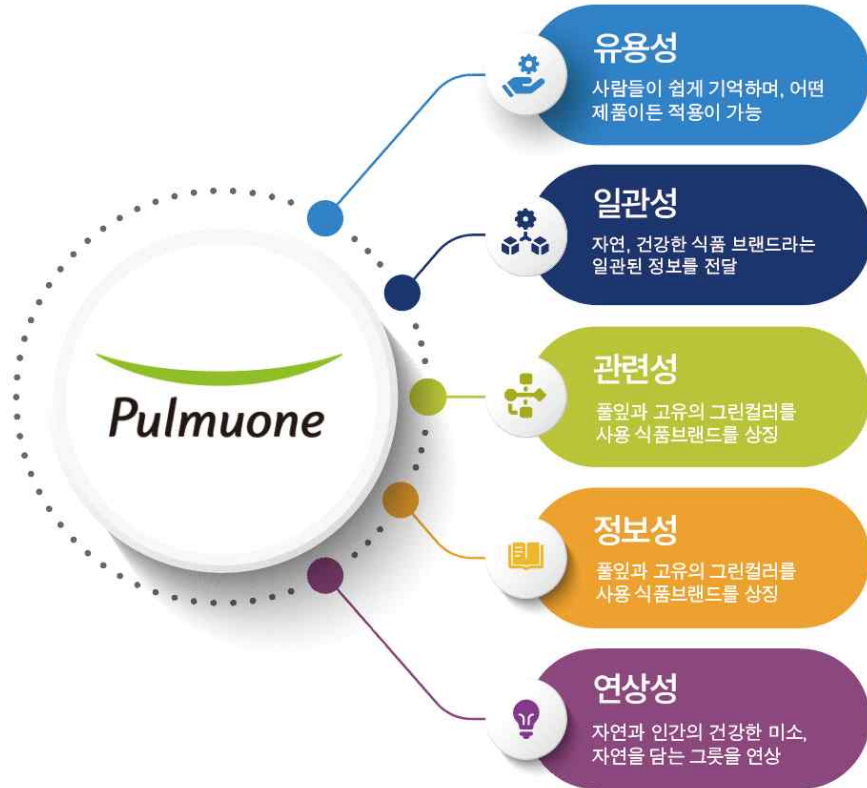 Pulmuone
유용성
사람들이 쉽게 기억하며, 어떤
제품이든 적용이 가능
일관성
자연, 건강한 식품 브랜드라는
일관된 정보를 전달
관련성
풀잎과 고유의 그린컬러를
사용 식품브랜드를 상징
정보성
풀잎과 고유의 그린컬러를
사용 식품브랜드를 상징
연상성
자연과 인간의 건강한 미소,
자연을 담는 그릇을 연상